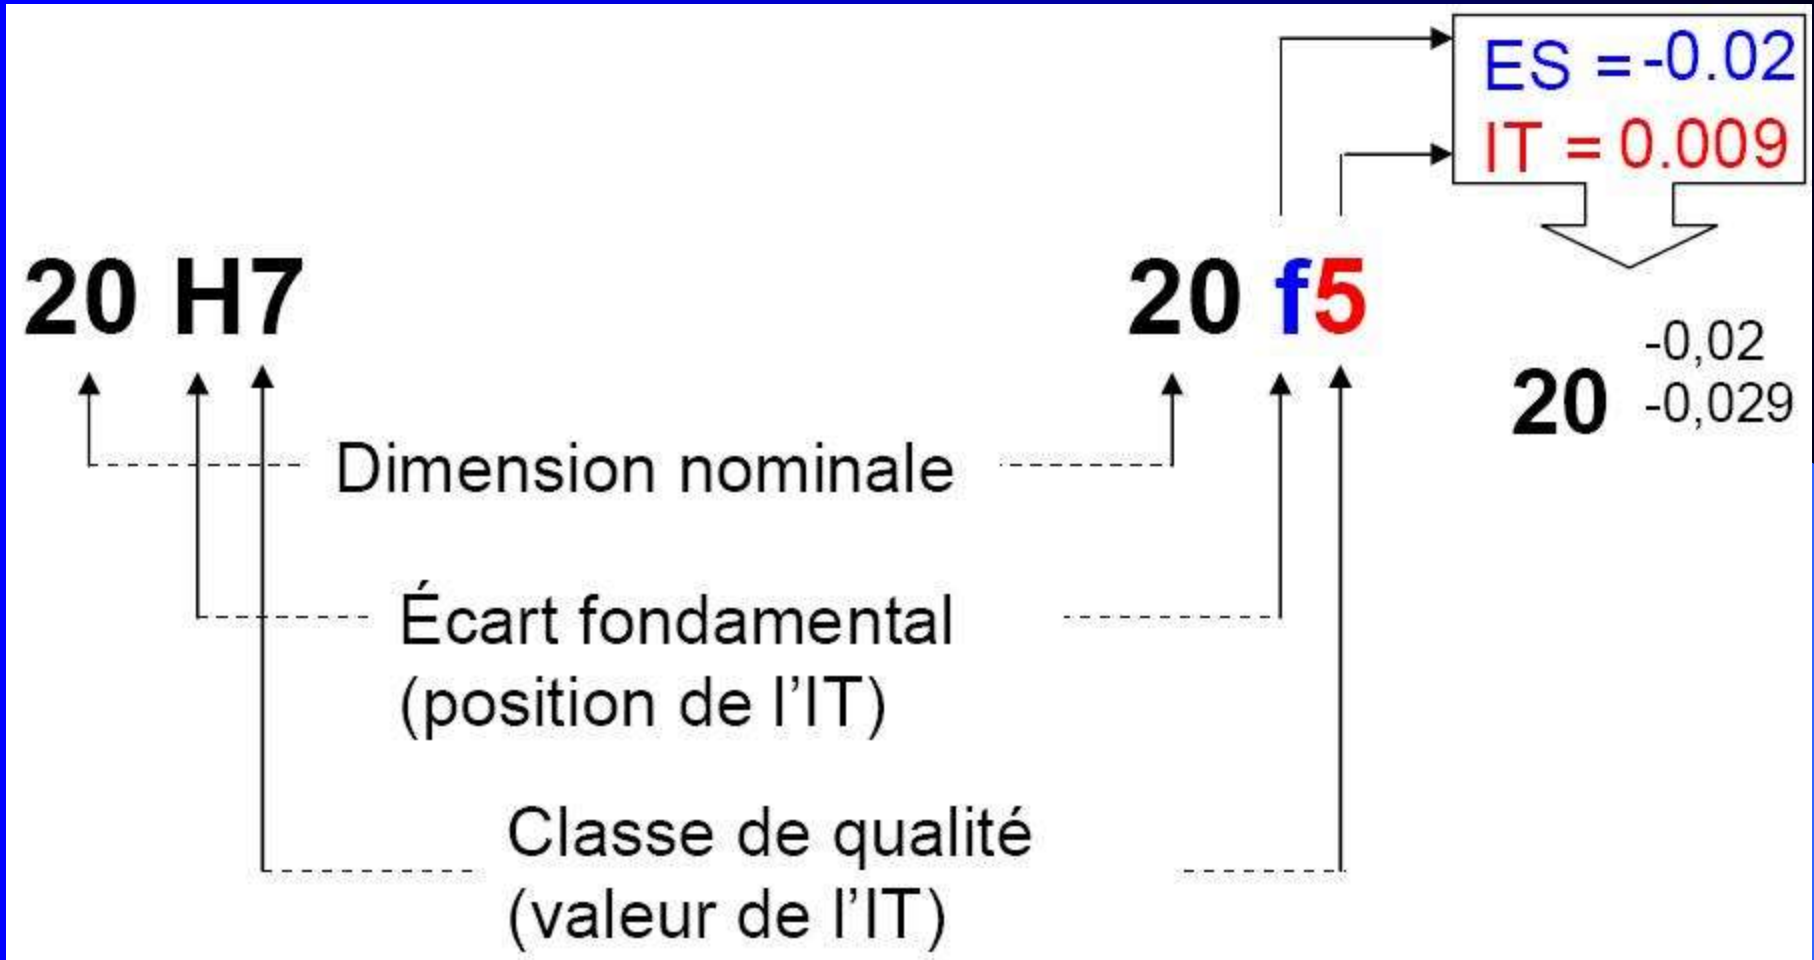 ES = -0.02
IT = 0.009
20 H7
20 f5
-0,02
20 -0,029
Dimension nominale
Écart fondamental
(position de l’IT)
Classe de qualité
(valeur de l’IT)